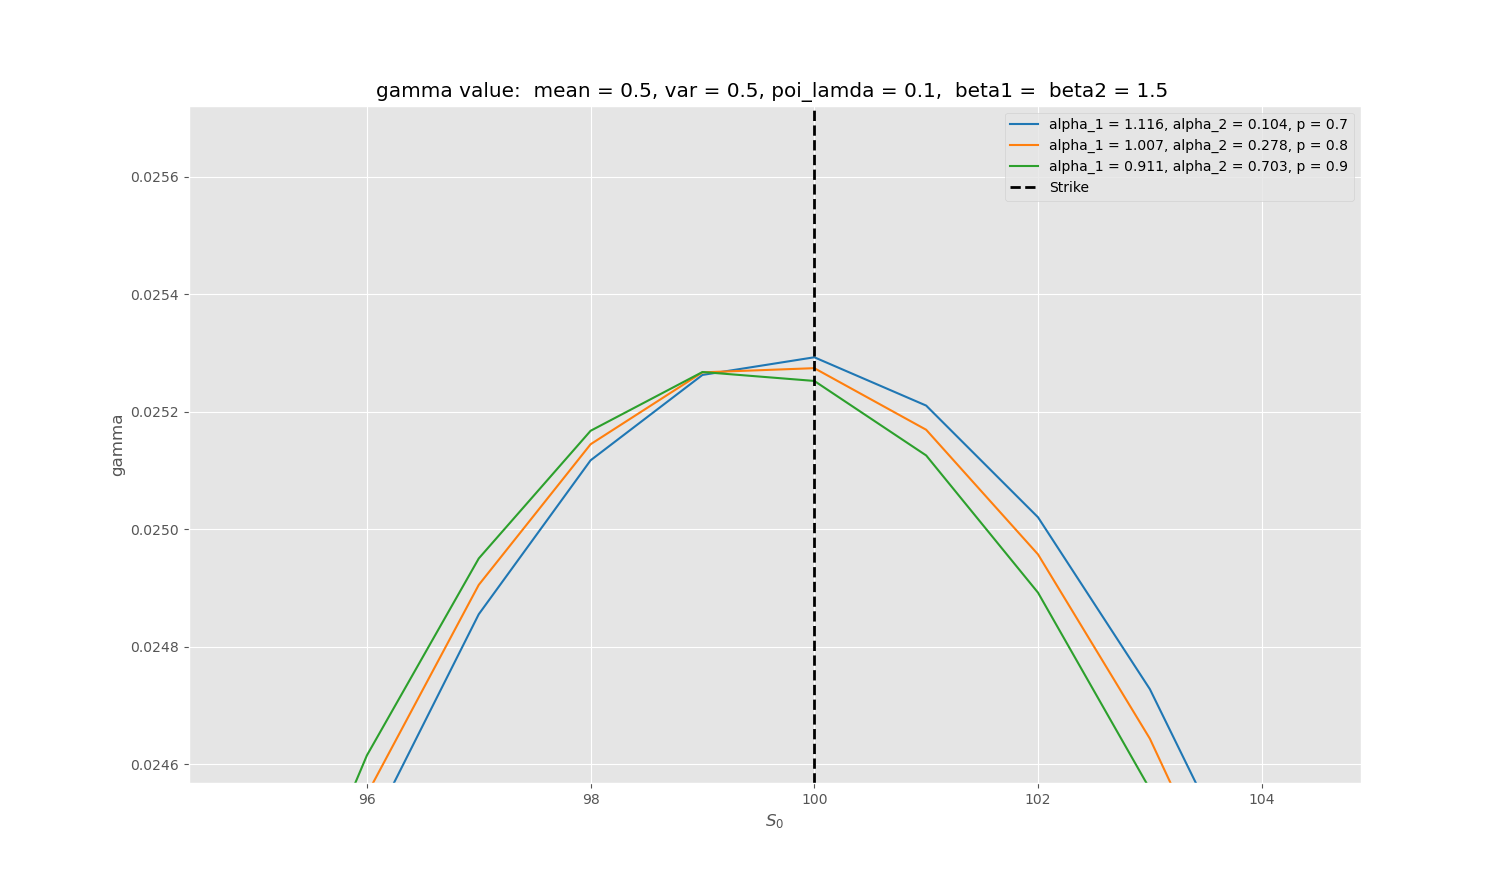 gamma value:  mean = 0.5, var = 0.5, poi_lamda = 0.1,  beta1 =  beta2 = 1.5
alpha_1 = 1.116, alpha_2 = 0.104, p = 0.7
alpha_1 = 1.007, alpha_2 = 0.278, p = 0.8
alpha_1 = 0.911, alpha_2 = 0.703, p = 0.9
Strike
0.0256
0.0254
0.0252
0.0250
0.0248
0.0246
gamma
96 98 100 102 104
S₀